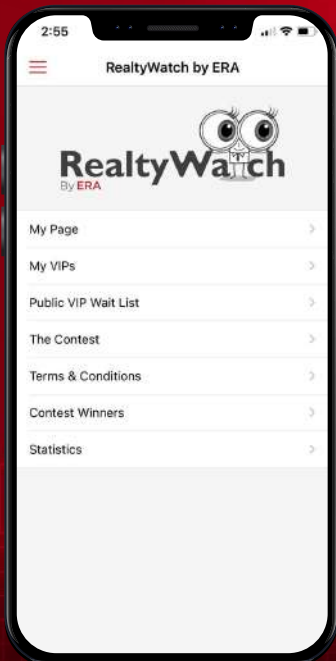 2:55
RealtyWatch by ERA
RealtyWatch
By ERA
My Page
My VIPs
Public VIP Wait List
The Contest
Terms & Conditions
Contest Winners
Statistics